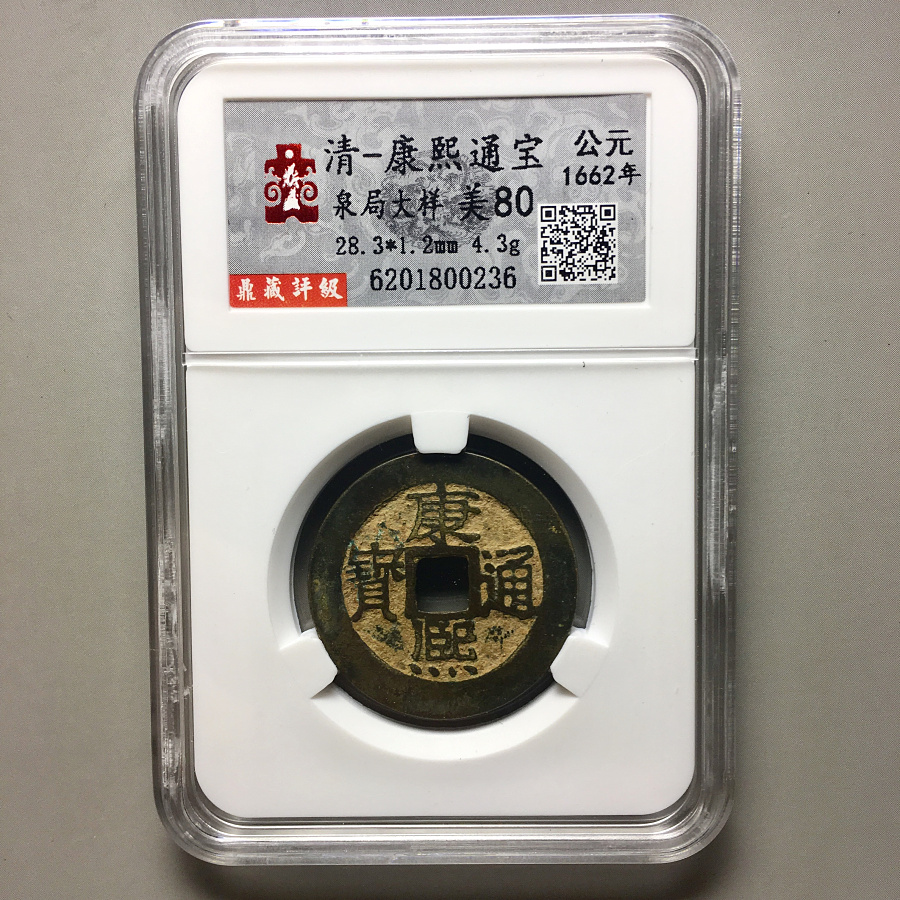 清-康熙通宝
公元
1662年
泉局大样 美80
28.3*1.2mm 4.3g
鼎藏評級
6201800236
康熙通寶